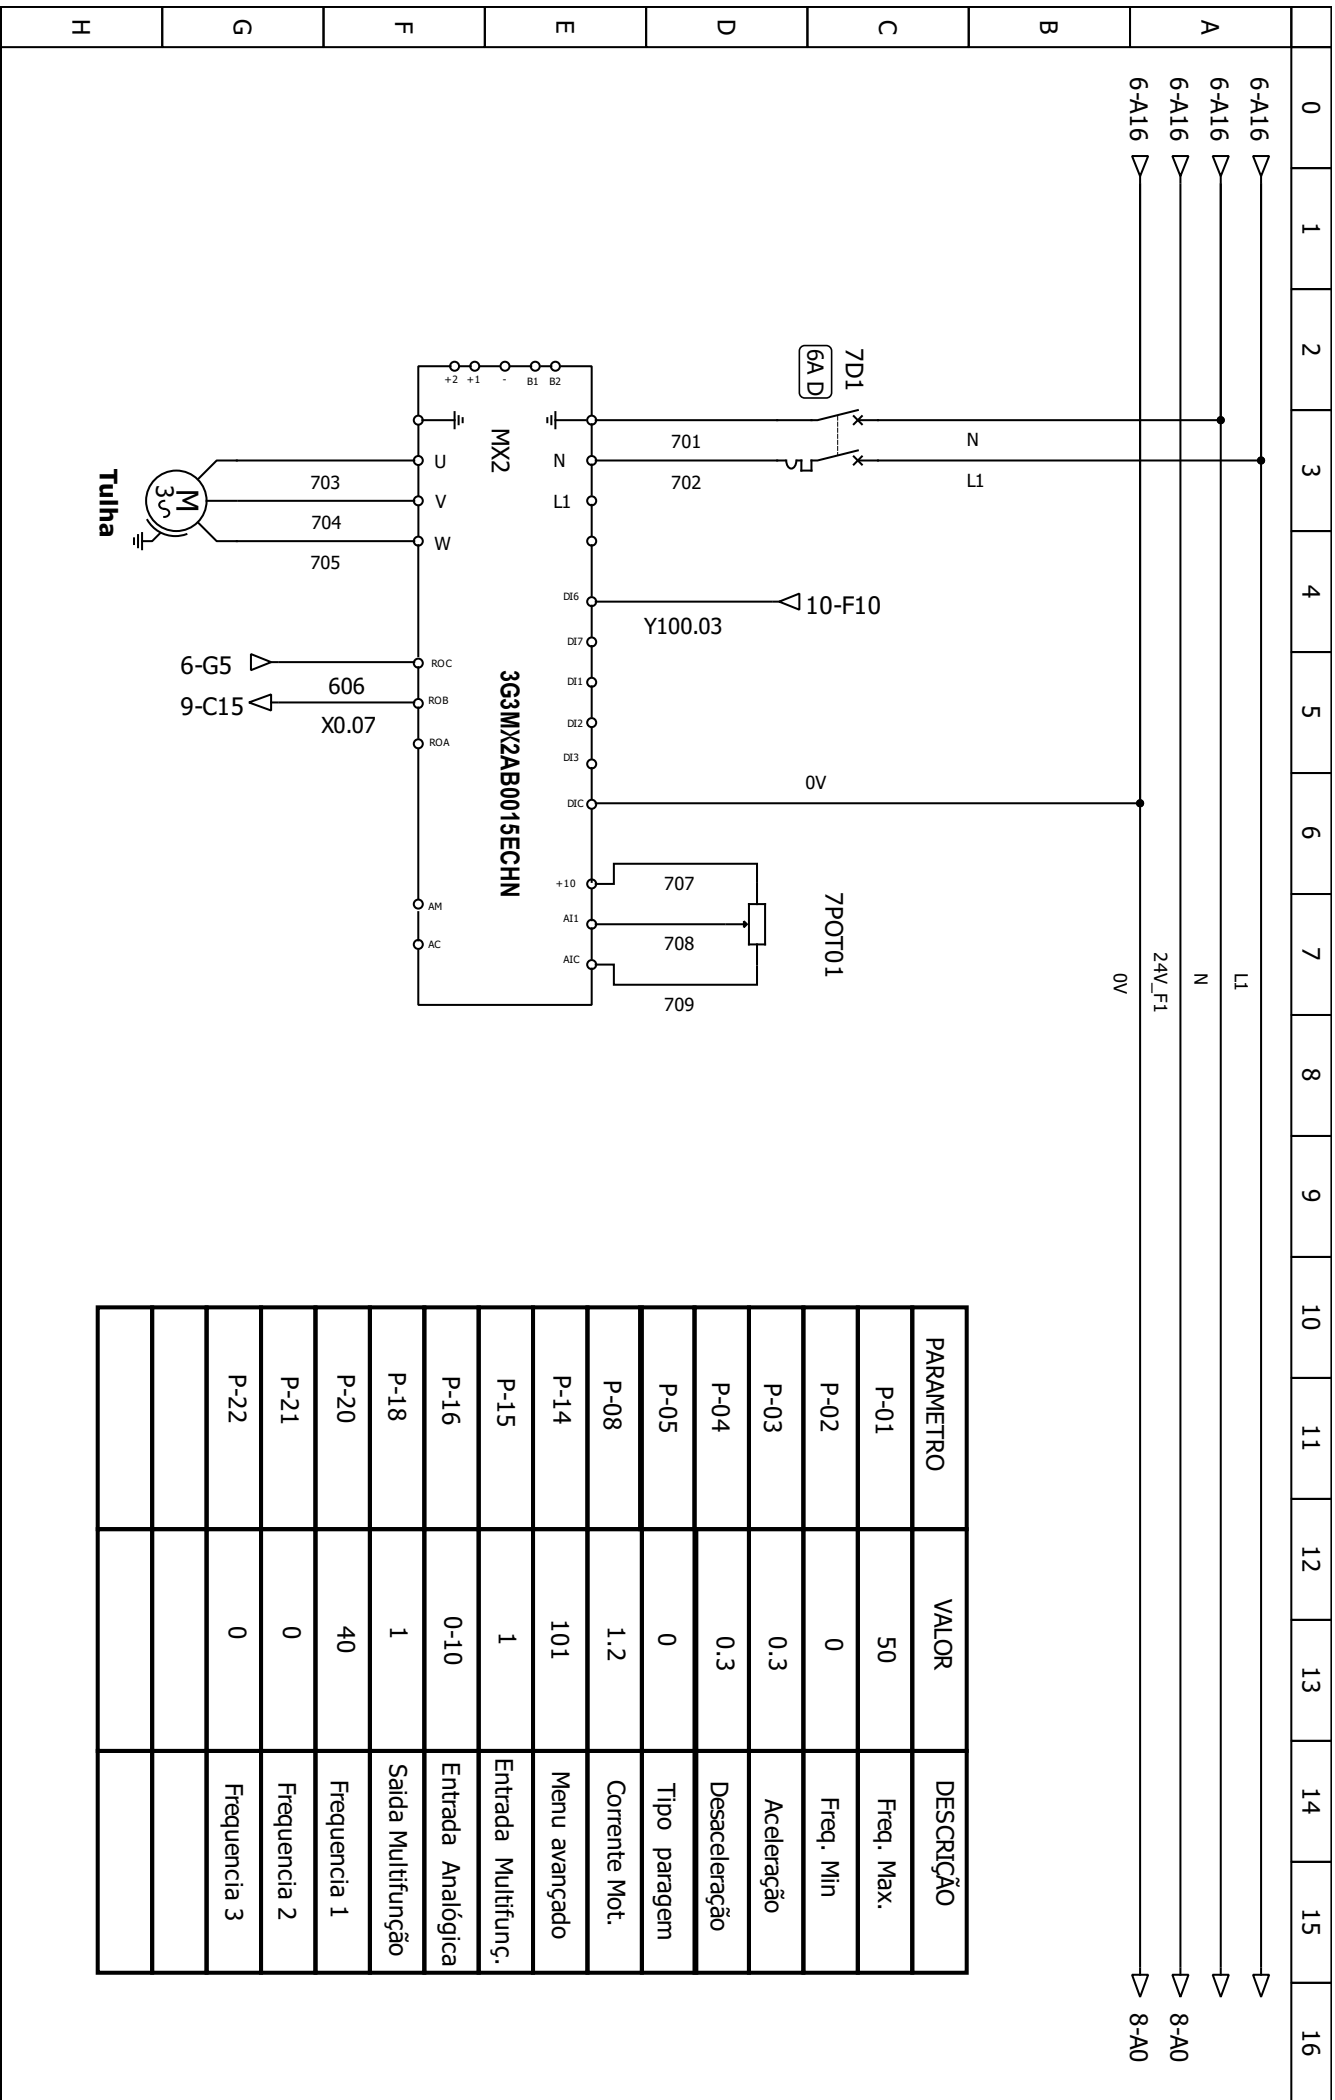 0 1 2 3 4 5 6 7 8 9 10 11 12 13 14 15 16
A
B
C
D
E
F
G
H
6-A16
6-A16
6-A16
6-A16
L1
N
24V_F1
0V
8-A0
8-A0
N
L1
7D1
6A D
701
702
10-F10
Y100.03
0V
7POT01
707
708
709
B2
B1
-
+1
+2
N
L1
DI6
DI7
DI1
DI2
DI3
DIC
+10
AI1
AIC
MX2
3G3MX2AB0015ECHN
U
V
W
ROC
ROB
ROA
AM
AC
703
704
705
M
3
Tulha
6-G5
606
9-C15
X0.07
PARAMETRO VALOR DESCRIÇÃO
P-01 50 Freq. Max.
P-02 0 Freq. Min
P-03 0.3 Aceleração
P-04 0.3 Desaceleração
P-05 0 Tipo paragem
P-08 1.2 Corrente Mot.
P-14 101 Menu avançado
P-15 1 Entrada Multifunç.
P-16 0-10 Entrada Analógica
P-18 1 Saida Multifunção
P-20 40 Frequencia 1
P-21 0 Frequencia 2
P-22 0 Frequencia 3